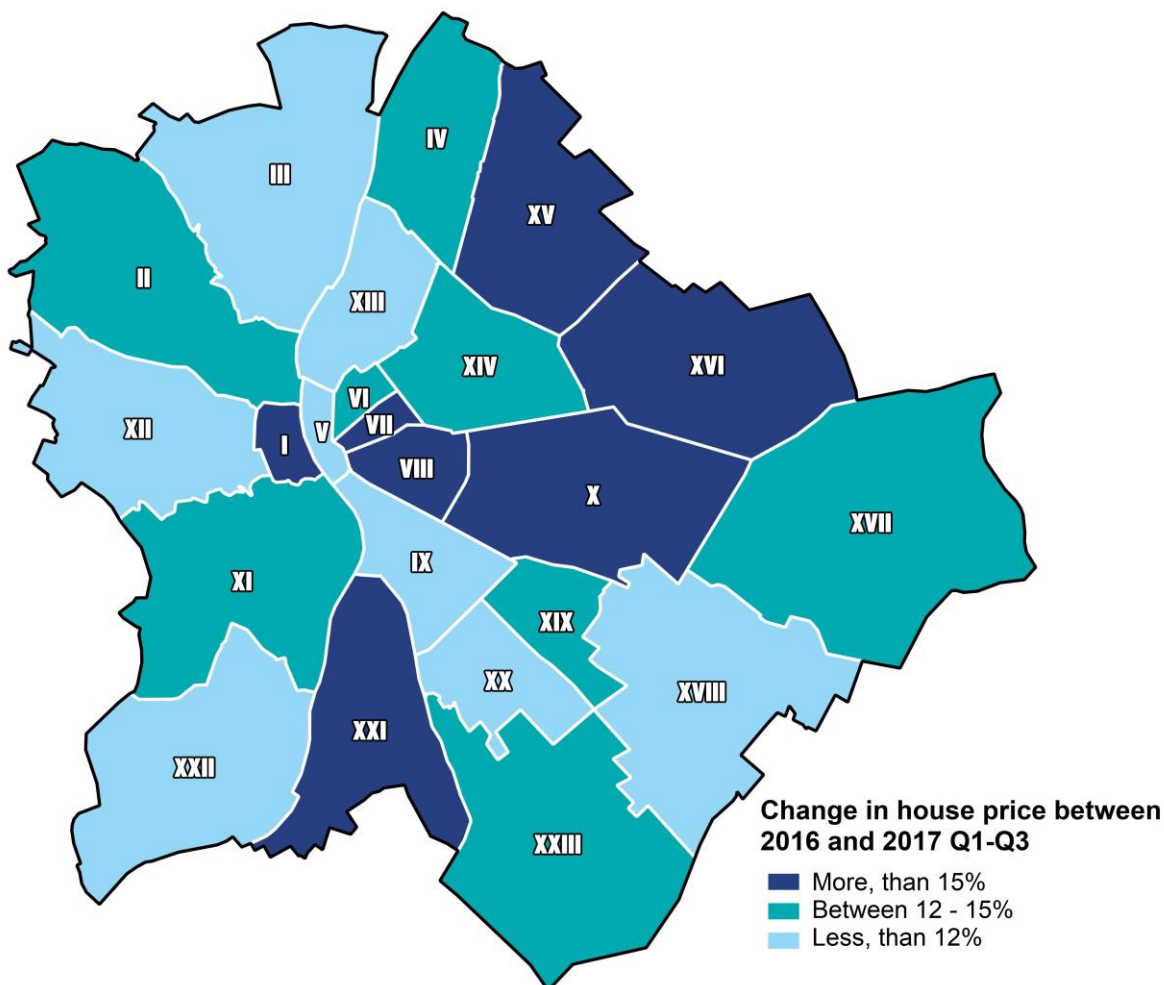 IV
III
XV
II
XIII
XIV
XVI
VI
XII
V
VII
I
VIII
X
XVII
IX
XI
XIX
XX
XVIII
XXI
XXII
Change in house price between
2016 and 2017 Q1-Q3
XXIII
More, than 15%
Between 12 - 15%
Less, than 12%